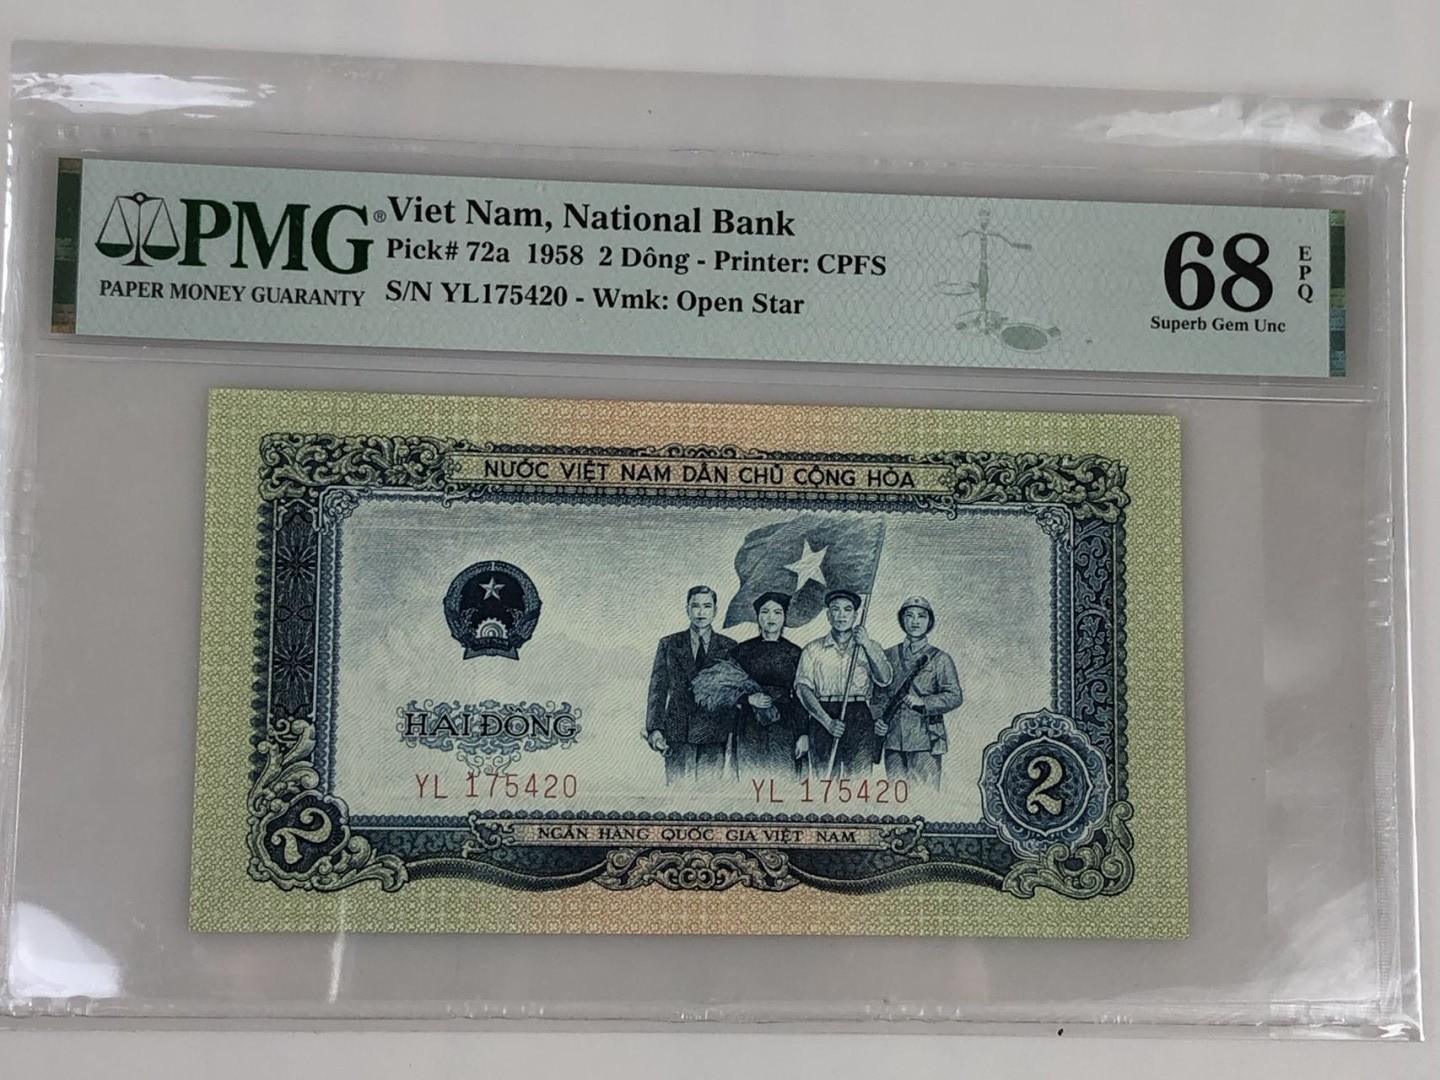 PMG®
PAPER MONEY GUARANTY
Viet Nam, National Bank
Pick# 72a 1958 2 Dông - Printer: CPFS
S/N YL175420 - Wmk: Open Star
68
EPQ
Superb Gem Unc
NƯỚC VIỆT NAM DÂN CHỦ CỘNG HÒA
HAI ĐỒNG
YL 175420
YL 175420
2
2
NGÂN HÀNG QUỐC GIA VIỆT NAM